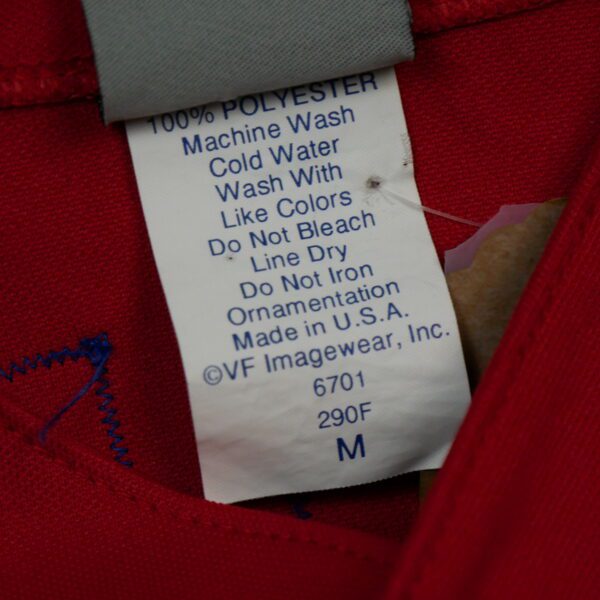 100% POLYESTER
Machine Wash
Cold Water
Wash With
Like Colors
Do Not Bleach
Line Dry
Do Not Iron
Ornamentation
Made in U.S.A.
©VF Imagewear, Inc.
6701
290F
M